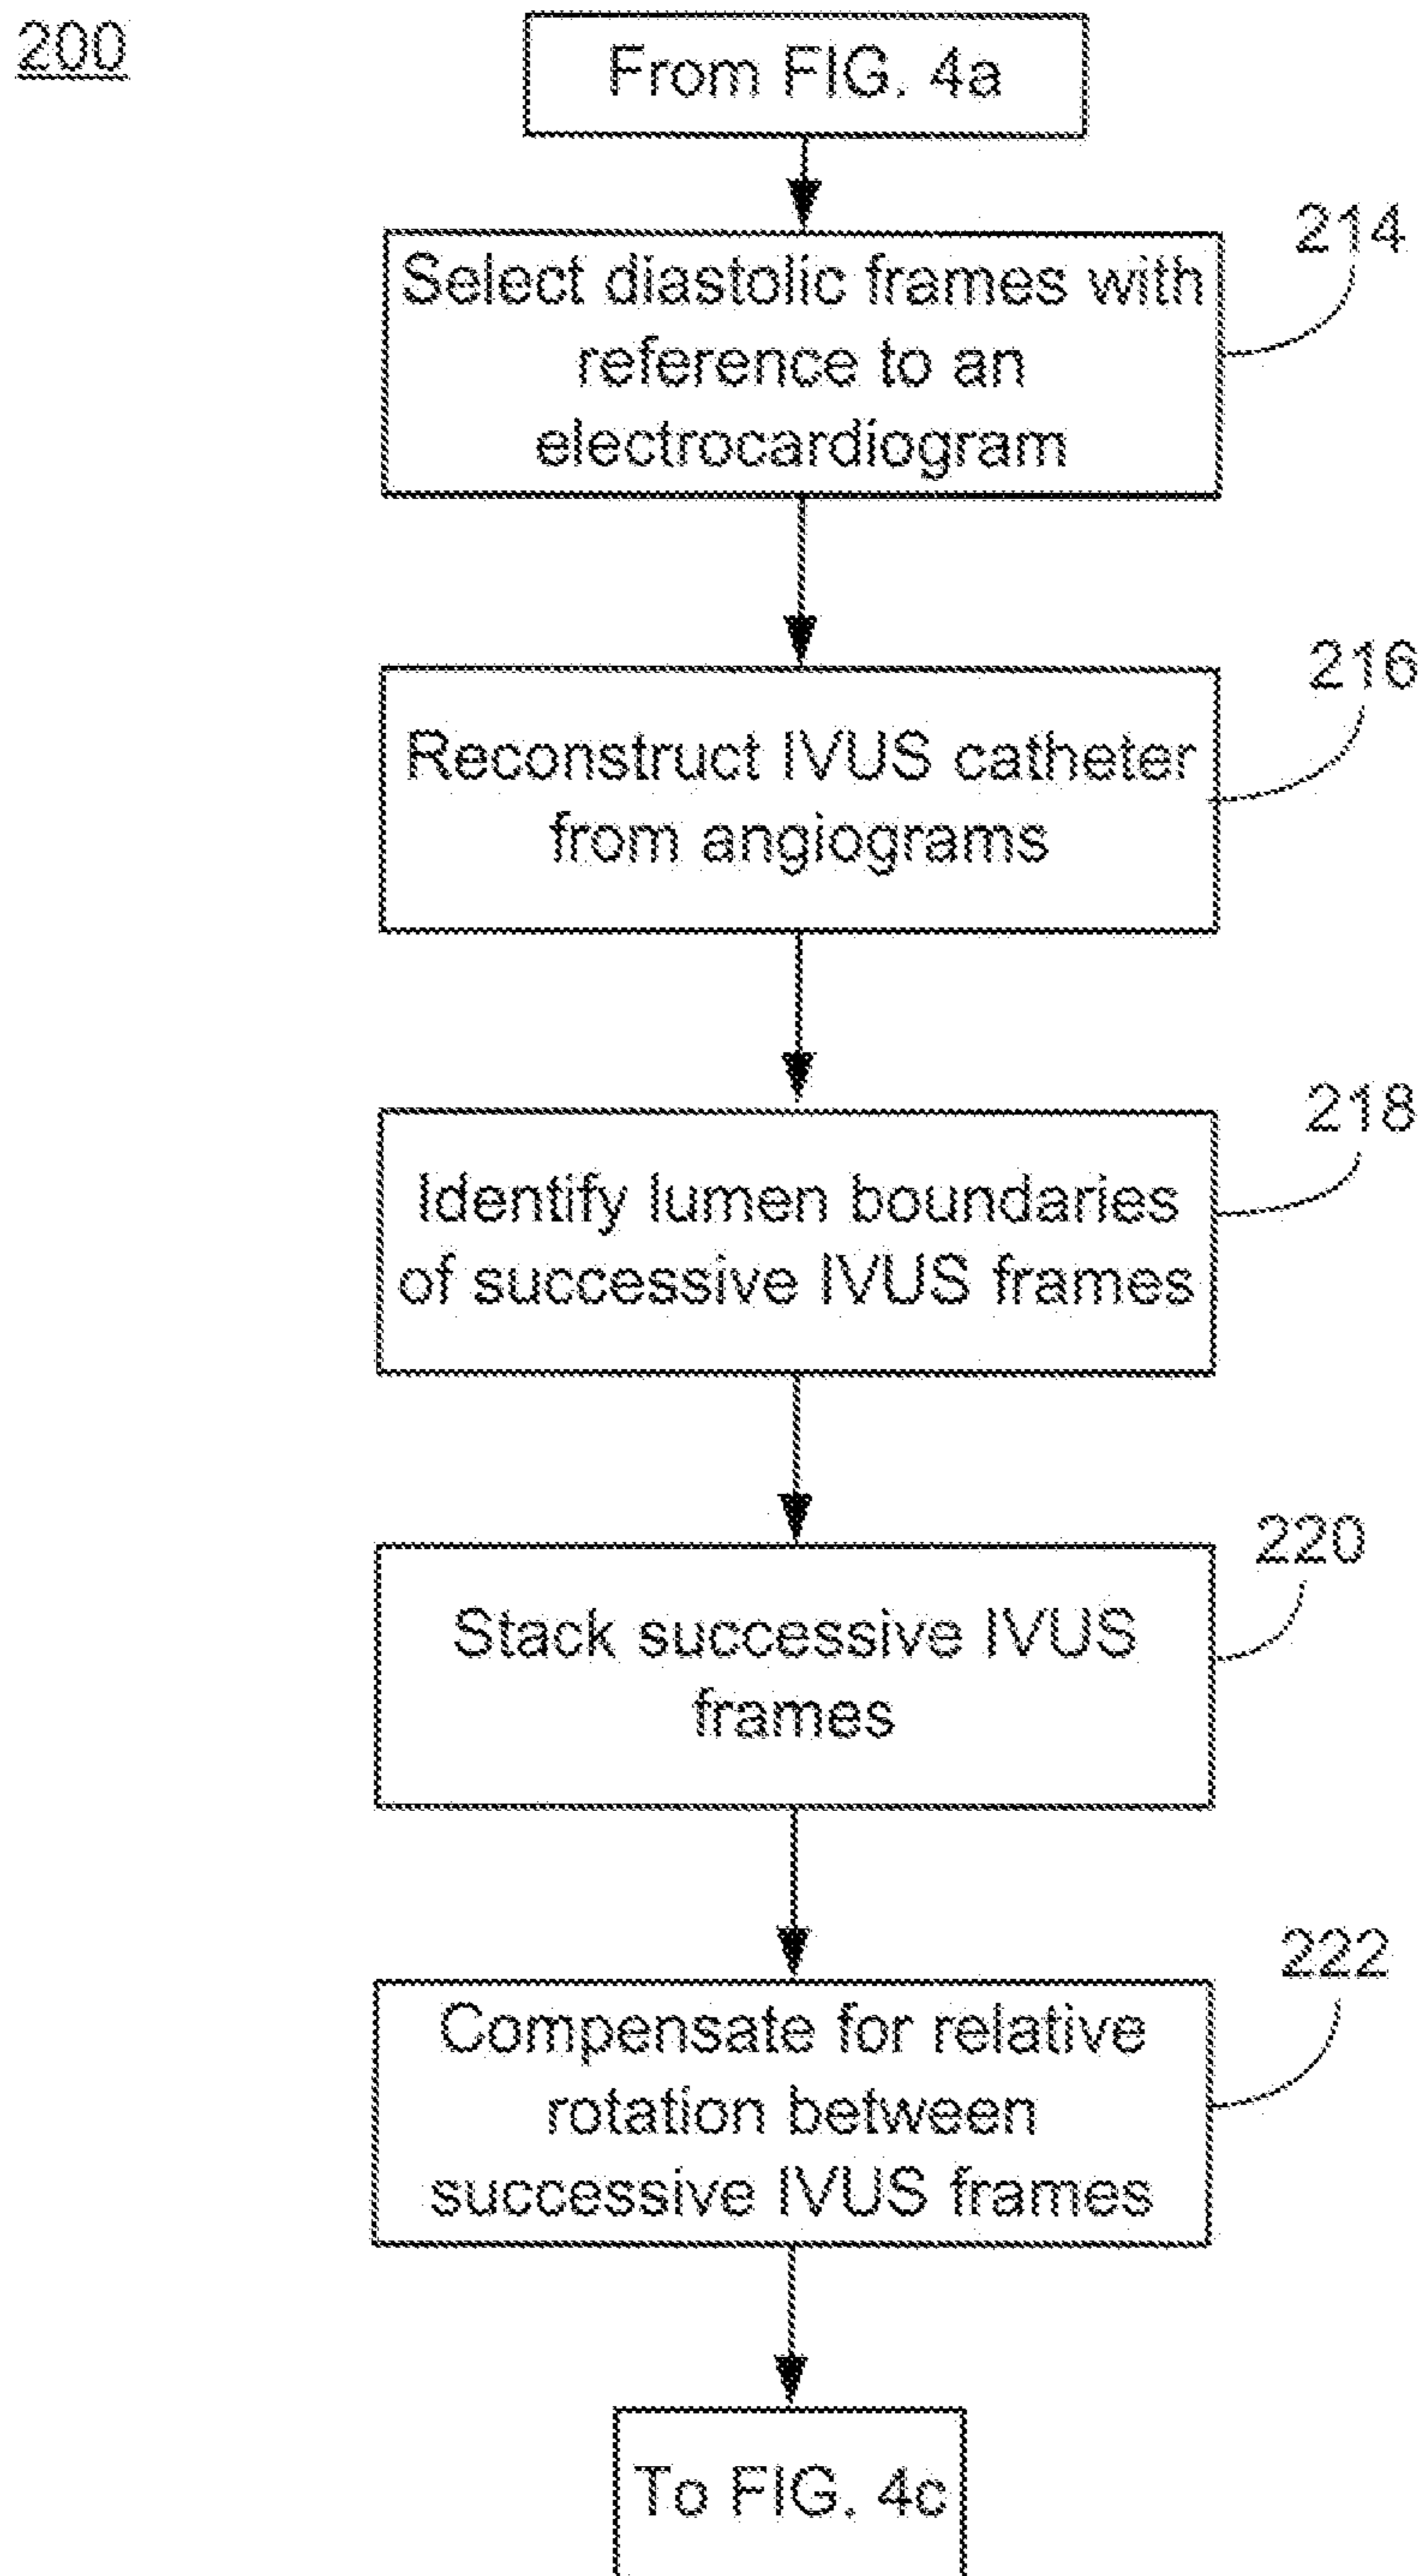 200
From FIG. 4a
214
Select diastolic frames with
reference to an
electrocardiogram
216
Reconstruct IVUS catheter
from angiograms
218
Identify lumen boundaries
of successive IVUS frames
220
Stack successive IVUS
frames
222
Compensate for relative
rotation between
successive IVUS frames
To FIG. 4c